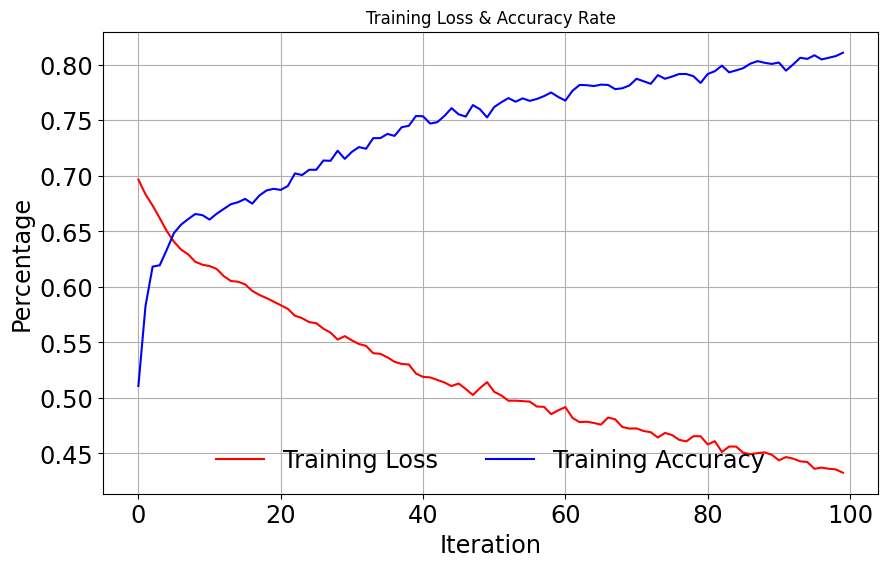 Training Loss & Accuracy Rate
0.80
0.75
0.70
0.65
0.60
0.55
0.50
0.45
Percentage
Training Loss
Training Accuracy
0 20 40 60 80 100
Iteration